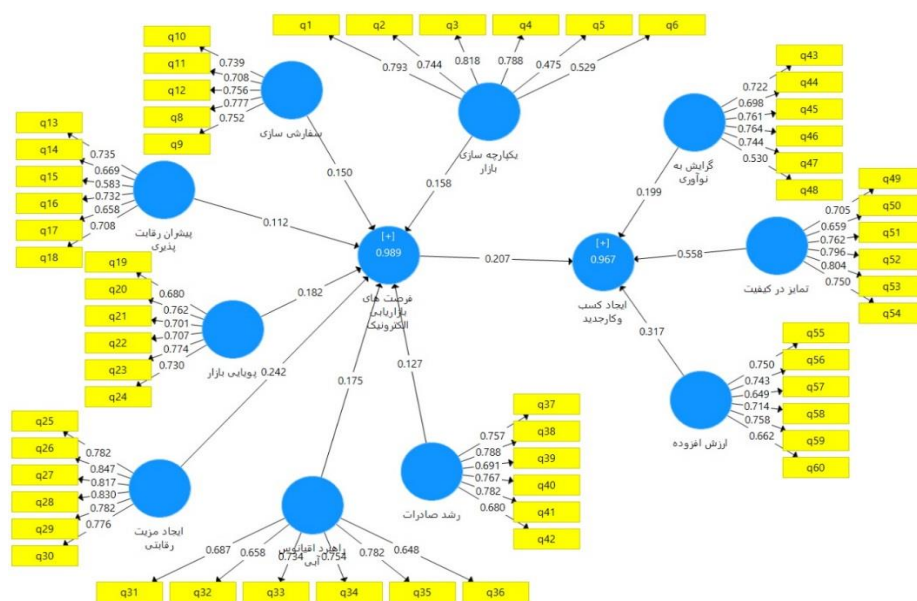 q1
q2
q3
q4
q5
q6
0.793
0.744
0.818
0.788
0.475
0.529
یکپارچه سازی
بازار
0.158
q10
q11
q12
q8
q9
0.739
0.708
0.756
0.777
0.752
سفارشی سازی
0.150
q13
q14
q15
q16
q17
q18
0.735
0.669
0.583
0.732
0.658
0.708
پیشران رقابت
پذیری
0.112
q19
q20
q21
q22
q23
q24
0.680
0.762
0.701
0.707
0.774
0.730
پویایی بازار
0.182
q25
q26
q27
q28
q29
q30
0.782
0.847
0.817
0.830
0.782
0.776
ایجاد مزیت
رقابتی
0.242
q31
q32
q33
q34
q35
q36
0.687
0.658
0.734
0.754
0.782
0.648
راهبرد اقیانوس
آبی
0.175
q37
q38
q39
q40
q41
q42
0.757
0.788
0.691
0.767
0.782
0.680
رشد صادرات
0.127
[+]
0.989
فرصت های
بازاریابی
الکترونیک
0.207
[+]
0.967
ایجاد کسب
وکارجدید
q43
q44
q45
q46
q47
q48
0.722
0.698
0.761
0.764
0.744
0.530
گرایش به
نوآوری
0.199
q49
q50
q51
q52
q53
q54
0.705
0.659
0.762
0.796
0.804
0.750
تمایز در کیفیت
0.558
q55
q56
q57
q58
q59
q60
0.750
0.743
0.649
0.714
0.758
0.662
ارزش افزوده
0.317